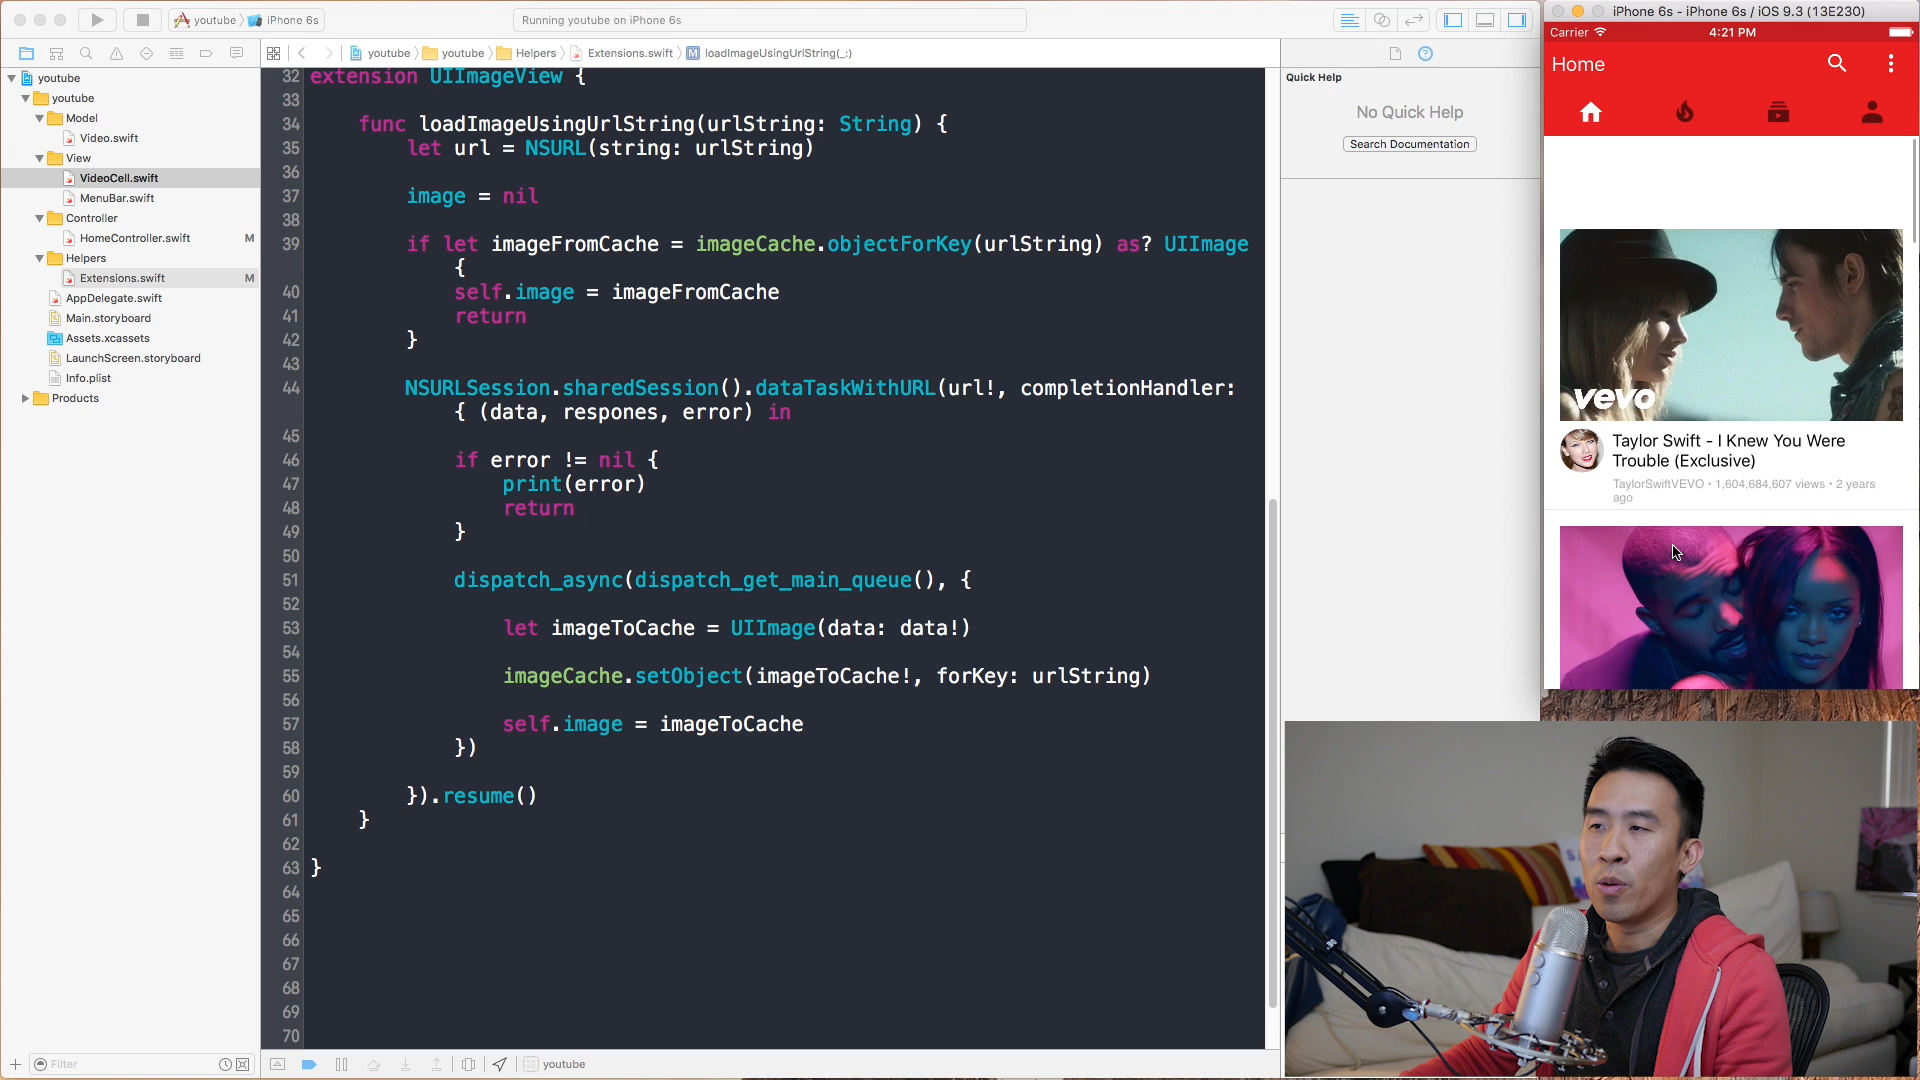 youtube iPhone 6s
Running youtube on iPhone 6s
youtube youtube Helpers Extensions.swift M loadImageUsingUrlString(_:)
youtube
youtube
Model
Video.swift
View
VideoCell.swift
MenuBar.swift
Controller
HomeController.swift M
Helpers
Extensions.swift M
AppDelegate.swift
Main.storyboard
Assets.xcassets
LaunchScreen.storyboard
Info.plist
Products
Filter
32 extension UIImageView {
33
34 func loadImageUsingUrlString(urlString: String) {
35 let url = NSURL(string: urlString)
36
37 image = nil
38
39 if let imageFromCache = imageCache.objectForKey(urlString) as? UIImage
{
40 self.image = imageFromCache
41 return
42 }
43
44 NSURLSession.sharedSession().dataTaskWithURL(url!, completionHandler:
{ (data, respones, error) in
45
46 if error != nil {
47 print(error)
48 return
49 }
50
51 dispatch_async(dispatch_get_main_queue(), {
52
53 let imageToCache = UIImage(data: data!)
54
55 imageCache.setObject(imageToCache!, forKey: urlString)
56
57 self.image = imageToCache
58 })
59
60 }).resume()
61 }
62
63 }
64
65
66
67
68
69
70
youtube
Quick Help
No Quick Help
Search Documentation
iPhone 6s - iPhone 6s / iOS 9.3 (13E230)
Carrier 4:21 PM
Home
vevo
Taylor Swift - I Knew You Were
Trouble (Exclusive)
TaylorSwiftVEVO • 1,604,684,607 views • 2 years
ago